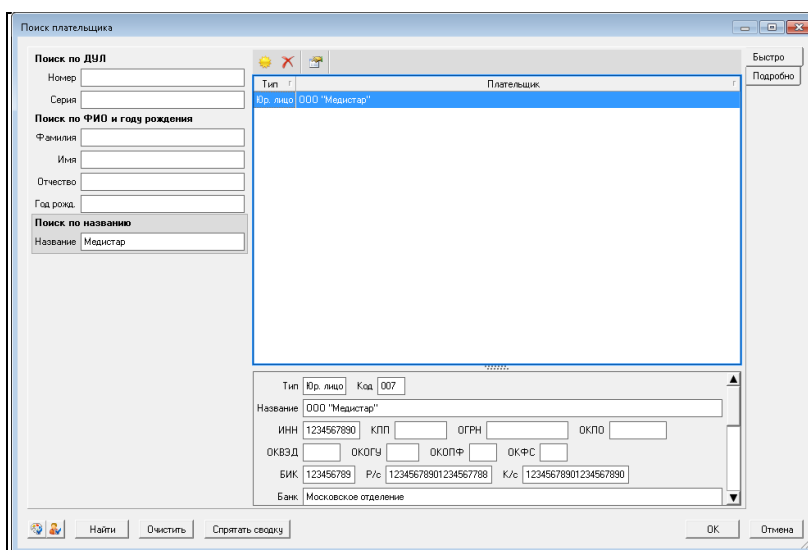 Поиск плательщика
Поиск по ДУЛ
Номер
Серия
Поиск по ФИО и году рождения
Фамилия
Имя
Отчество
Год рожд.
Поиск по названию
Название Медистар
Тип Плательщик
Юр. лицо ООО "Медистар"
Быстро
Подробно
Тип Юр. лицо Код 007
Название ООО "Медистар"
ИНН 1234567890 КПП ОГРН ОКПО
ОКВЭД ОКОГУ ОКОПФ ОКФС
БИК 123456789 Р/с 12345678901234567788 К/с 12345678901234567890
Банк Московское отделение
Найти Очистить Спрятать сводку OK Отмена